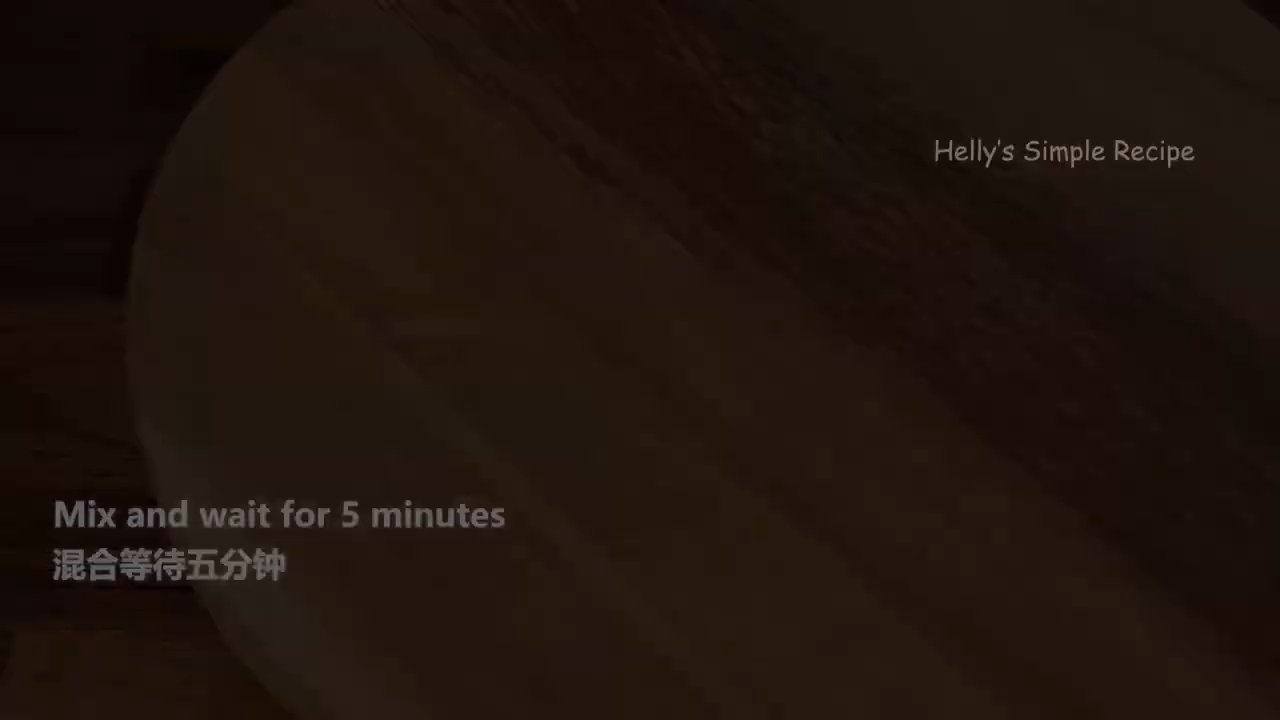 Helly's Simple Recipe
Mix and wait for 5 minutes
混合等待五分钟